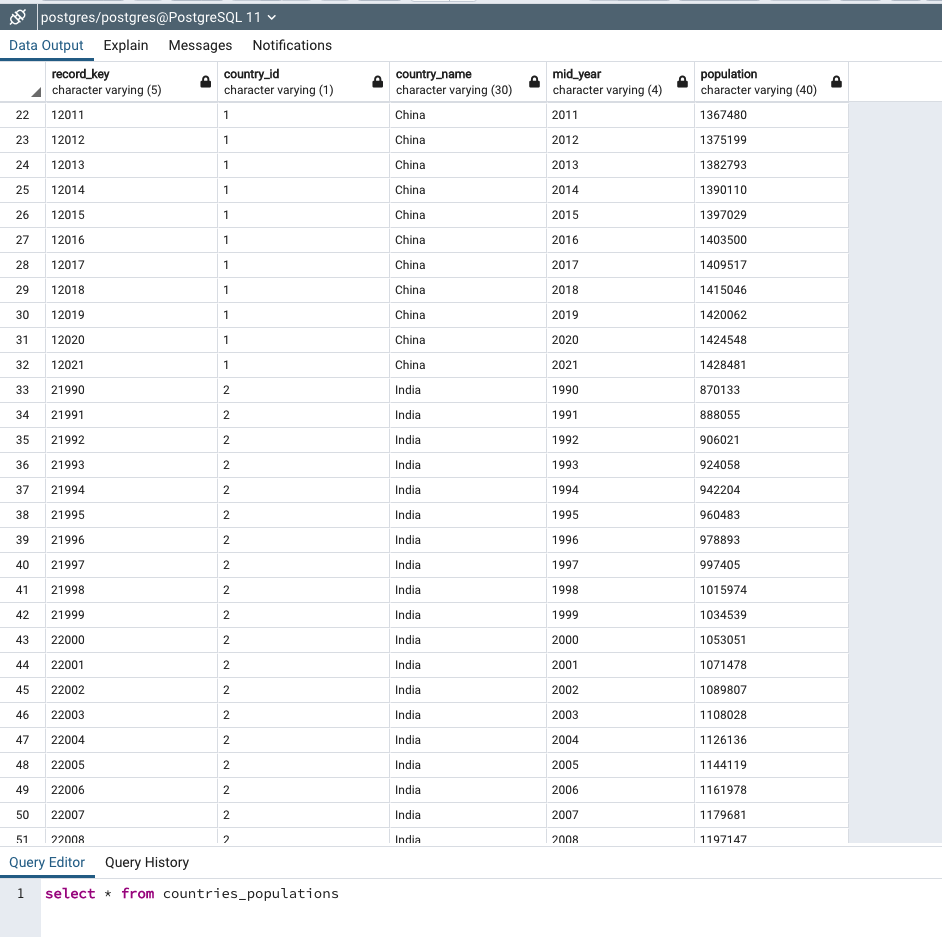 postgres/postgres@PostgreSQL 11
Data Output Explain Messages Notifications
record_key country_id country_name mid_year population
character varying (5) character varying (1) character varying (30) character varying (4) character varying (40)
22 12011 1 China 2011 1367480
23 12012 1 China 2012 1375199
24 12013 1 China 2013 1382793
25 12014 1 China 2014 1390110
26 12015 1 China 2015 1397029
27 12016 1 China 2016 1403500
28 12017 1 China 2017 1409517
29 12018 1 China 2018 1415046
30 12019 1 China 2019 1420062
31 12020 1 China 2020 1424548
32 12021 1 China 2021 1428481
33 21990 2 India 1990 870133
34 21991 2 India 1991 888055
35 21992 2 India 1992 906021
36 21993 2 India 1993 924058
37 21994 2 India 1994 942204
38 21995 2 India 1995 960483
39 21996 2 India 1996 978893
40 21997 2 India 1997 997405
41 21998 2 India 1998 1015974
42 21999 2 India 1999 1034539
43 22000 2 India 2000 1053051
44 22001 2 India 2001 1071478
45 22002 2 India 2002 1089807
46 22003 2 India 2003 1108028
47 22004 2 India 2004 1126136
48 22005 2 India 2005 1144119
49 22006 2 India 2006 1161978
50 22007 2 India 2007 1179681
51 22008 2 India 2008 1197147
Query Editor Query History
1 select * from countries_populations